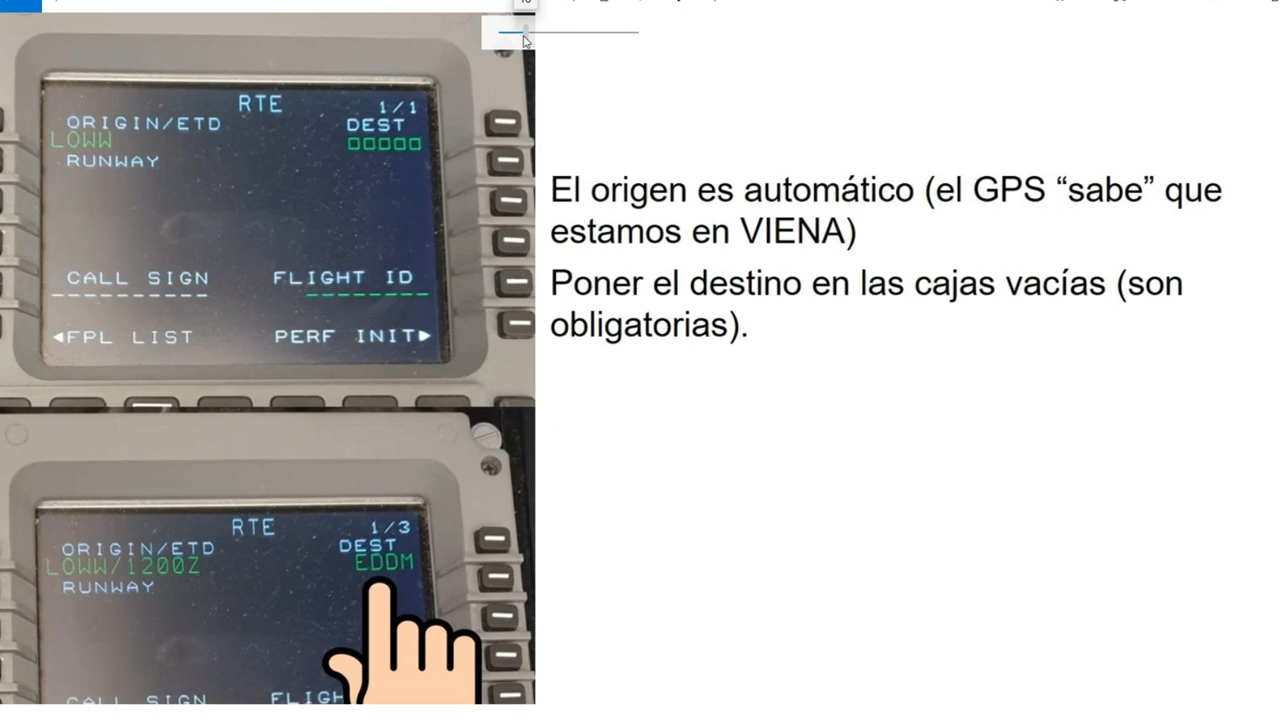 RTE 1/1
ORIGIN/ETD DEST
LOWW
RUNWAY
CALL SIGN FLIGHT ID
FPL LIST PERF INIT
El origen es automático (el GPS “sabe” que
estamos en VIENA)
Poner el destino en las cajas vacías (son
obligatorias).
RTE 1/3
ORIGIN/ETD DEST
LOWW/1200Z EDDM
RUNWAY
CALL SIGN